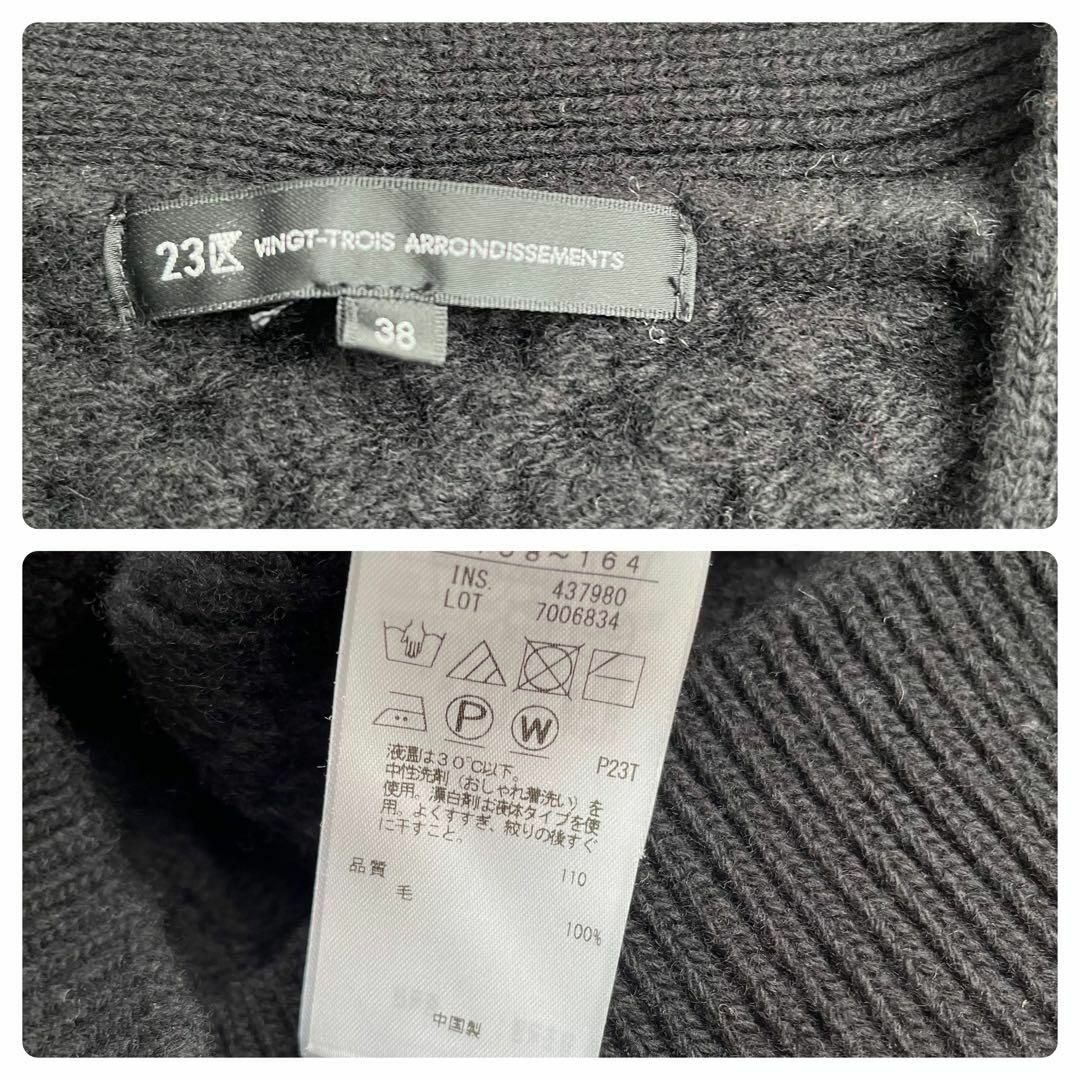 23区 VINGT-TROIS ARRONDISSEMENTS
38
158~164
INS. 437980
LOT 7006834
P W
P23T
液温は30℃以下。
中性洗剤(おしゃれ着洗い)を
使用。漂白剤は液体タイプを使
用。よくすすぎ、絞りの後すぐ
に干すこと。
品質 110
毛
100%
中国製